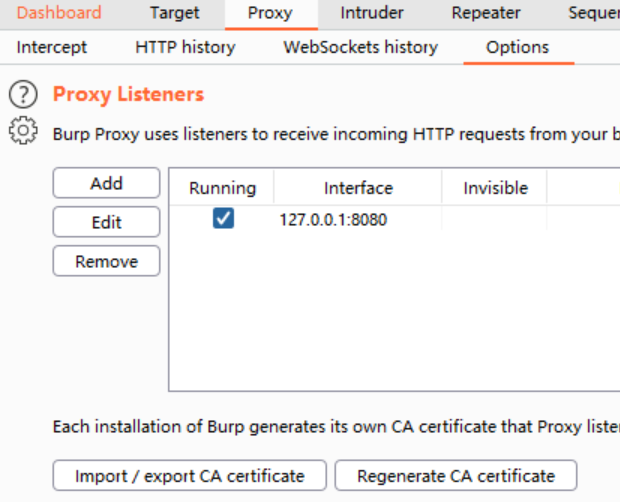 Dashboard Target Proxy Intruder Repeater
Intercept HTTP history WebSockets history Options
? Proxy Listeners
Burp Proxy uses listeners to receive incoming HTTP requests from your
Add
Running Interface Invisible
Edit
127.0.0.1:8080
Remove
Each installation of Burp generates its own CA certificate that Proxy
Import / export CA certificate Regenerate CA certificate